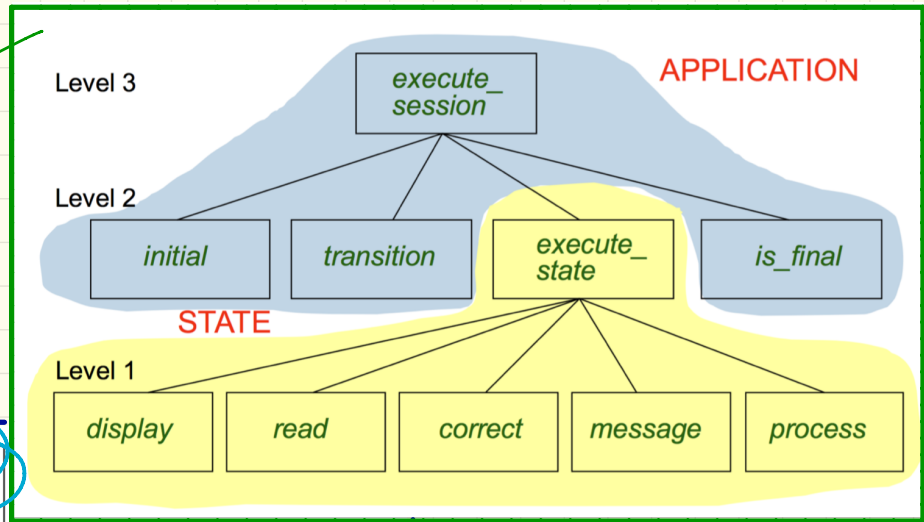 Level 3
execute_
session
APPLICATION
Level 2
initial
transition
execute_
state
is_final
STATE
Level 1
display
read
correct
message
process